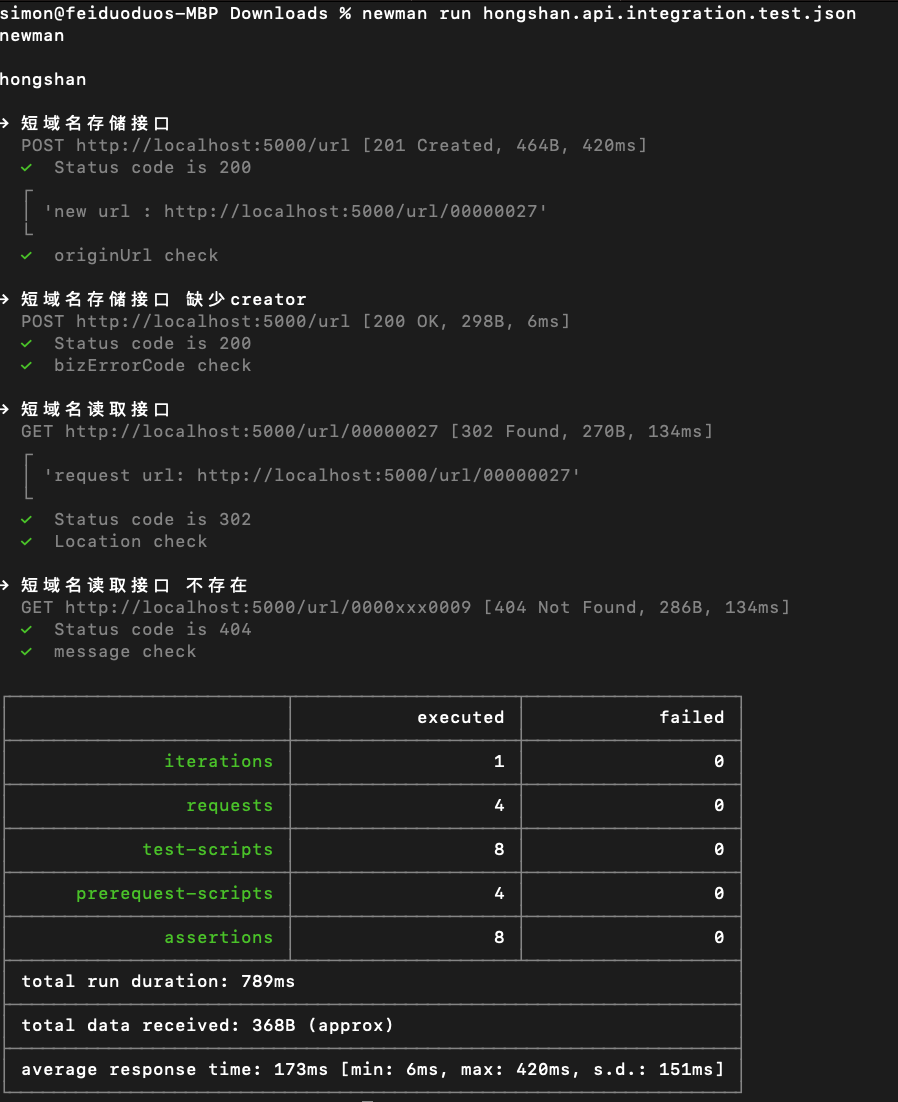 simon@feiduoduos-MBP Downloads % newman run hongshan.api.integration.test.json
newman
hongshan
→ 短域名存储接口
POST http://localhost:5000/url [201 Created, 464B, 420ms]
✓ Status code is 200
'new url : http://localhost:5000/url/00000027'
✓ originUrl check
→ 短域名存储接口 缺少creator
POST http://localhost:5000/url [200 OK, 298B, 6ms]
✓ Status code is 200
✓ bizErrorCode check
→ 短域名读取接口
GET http://localhost:5000/url/00000027 [302 Found, 270B, 134ms]
'request url: http://localhost:5000/url/00000027'
✓ Status code is 302
✓ Location check
→ 短域名读取接口 不存在
GET http://localhost:5000/url/0000xxx0009 [404 Not Found, 286B, 134ms]
✓ Status code is 404
✓ message check
executed failed
iterations 1 0
requests 4 0
test-scripts 8 0
prerequest-scripts 4 0
assertions 8 0
total run duration: 789ms
total data received: 368B (approx)
average response time: 173ms [min: 6ms, max: 420ms, s.d.: 151ms]